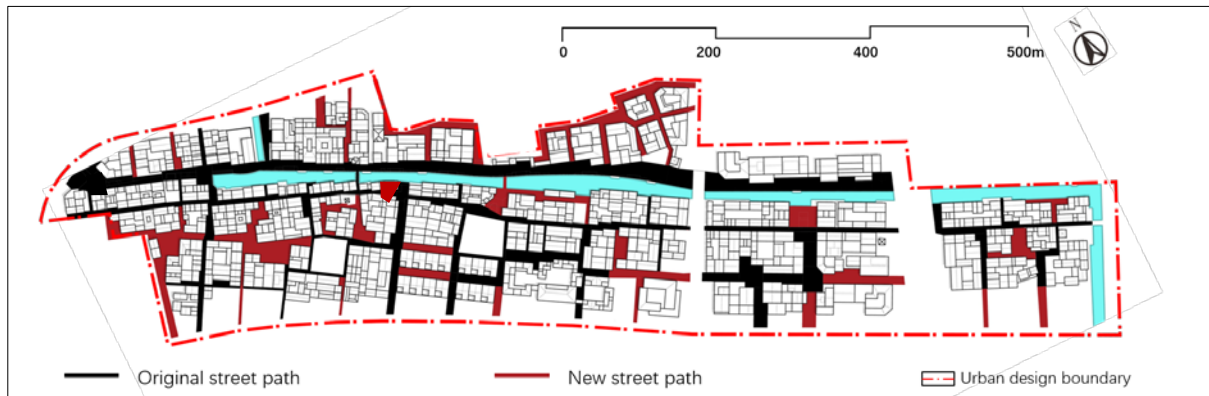 N
0 200 400 500m
Original street path New street path Urban design boundary